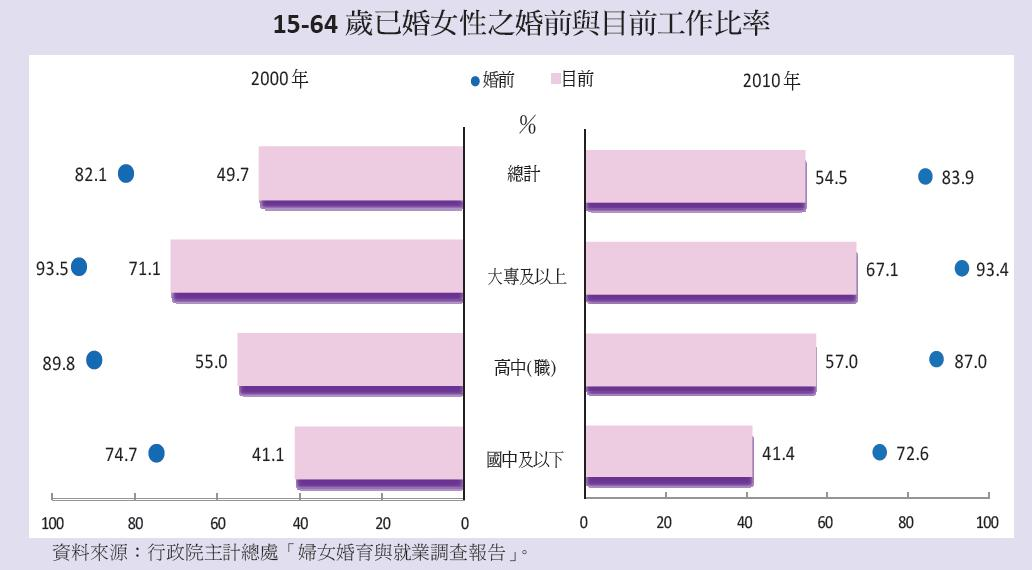 15-64 歲已婚女性之婚前與目前工作比率
2000年 婚前 目前 2010年
%
82.1 49.7 總計 54.5 83.9
93.5 71.1 大專及以上 67.1 93.4
89.8 55.0 高中(職) 57.0 87.0
74.7 41.1 國中及以下 41.4 72.6
100 80 60 40 20 0 0 20 40 60 80 100
資料來源：行政院主計總處「婦女婚育與就業調查報告」。